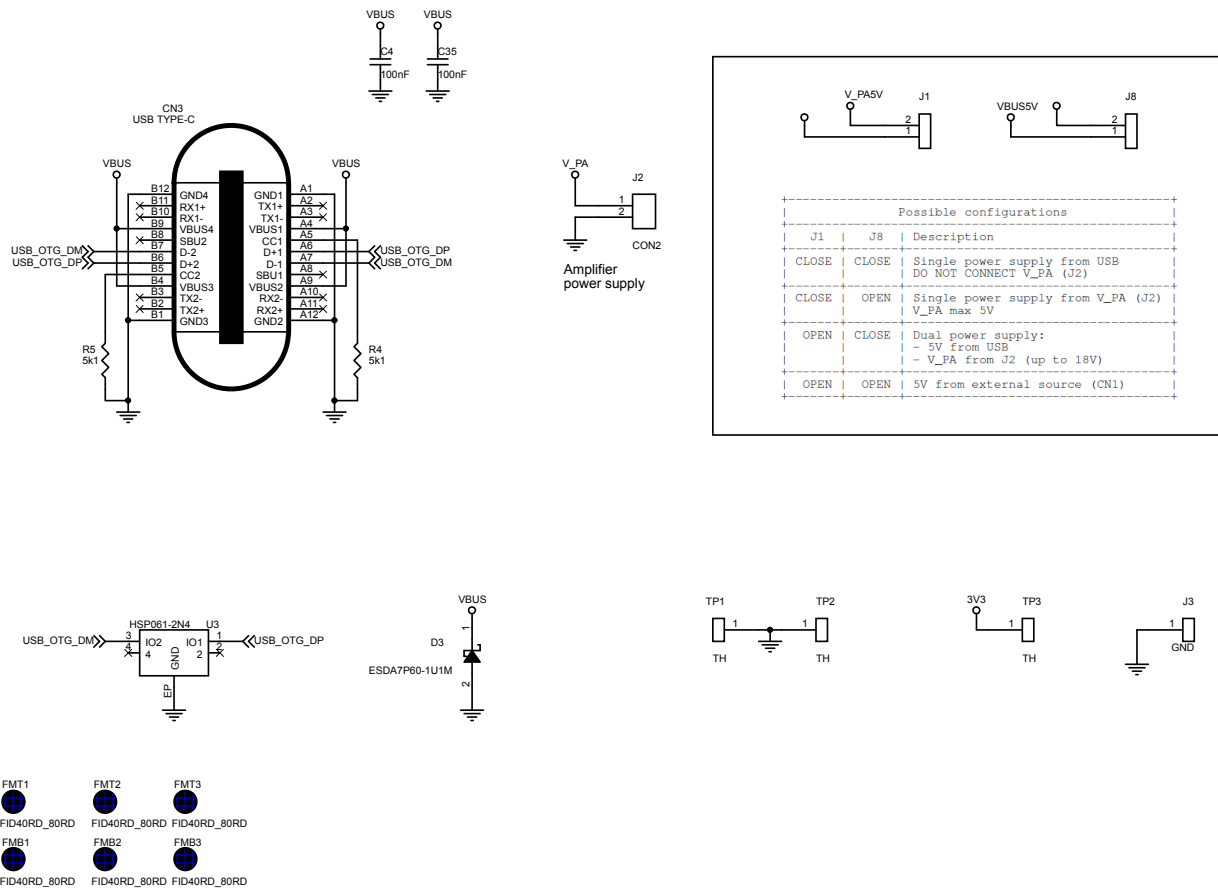 VBUS
VBUS
C4
100nF
C35
100nF
CN3
USB TYPE-C
VBUS
VBUS
B12
B11
B10
B9
B8
B7
B6
B5
B4
B3
B2
B1
GND4
RX1+
RX1-
VBUS4
SBU2
D-2
D+2
CC2
VBUS3
TX2-
TX2+
GND3
GND1
TX1+
TX1-
VBUS1
CC1
D+1
D-1
SBU1
VBUS2
RX2-
RX2+
GND2
A1
A2
A3
A4
A5
A6
A7
A8
A9
A10
A11
A12
USB_OTG_DM
USB_OTG_DP
USB_OTG_DP
USB_OTG_DM
R5
5k1
R4
5k1
V_PA
J2
1
2
CON2
Amplifier
power supply
V_PA5V
J1
2
1
VBUS5V
J8
2
1
Possible configurations
J1 | J8 | Description
CLOSE | CLOSE | Single power supply from USB
DO NOT CONNECT V_PA (J2)
CLOSE | OPEN | Single power supply from V_PA (J2)
V_PA max 5V
OPEN | CLOSE | Dual power supply:
- 5V from USB
- V_PA from J2 (up to 18V)
OPEN | OPEN | 5V from external source (CN1)
HSP061-2N4
U3
USB_OTG_DM
3
4
IO2
4
GND
IO1
2
1
2
USB_OTG_DP
EP
VBUS
1
D3
ESDA7P60-1U1M
2
TP1
1
TH
TP2
1
TH
3V3
TP3
1
TH
J3
1
GND
FMT1
FMT2
FMT3
FID40RD_80RD
FID40RD_80RD
FID40RD_80RD
FMB1
FMB2
FMB3
FID40RD_80RD
FID40RD_80RD
FID40RD_80RD